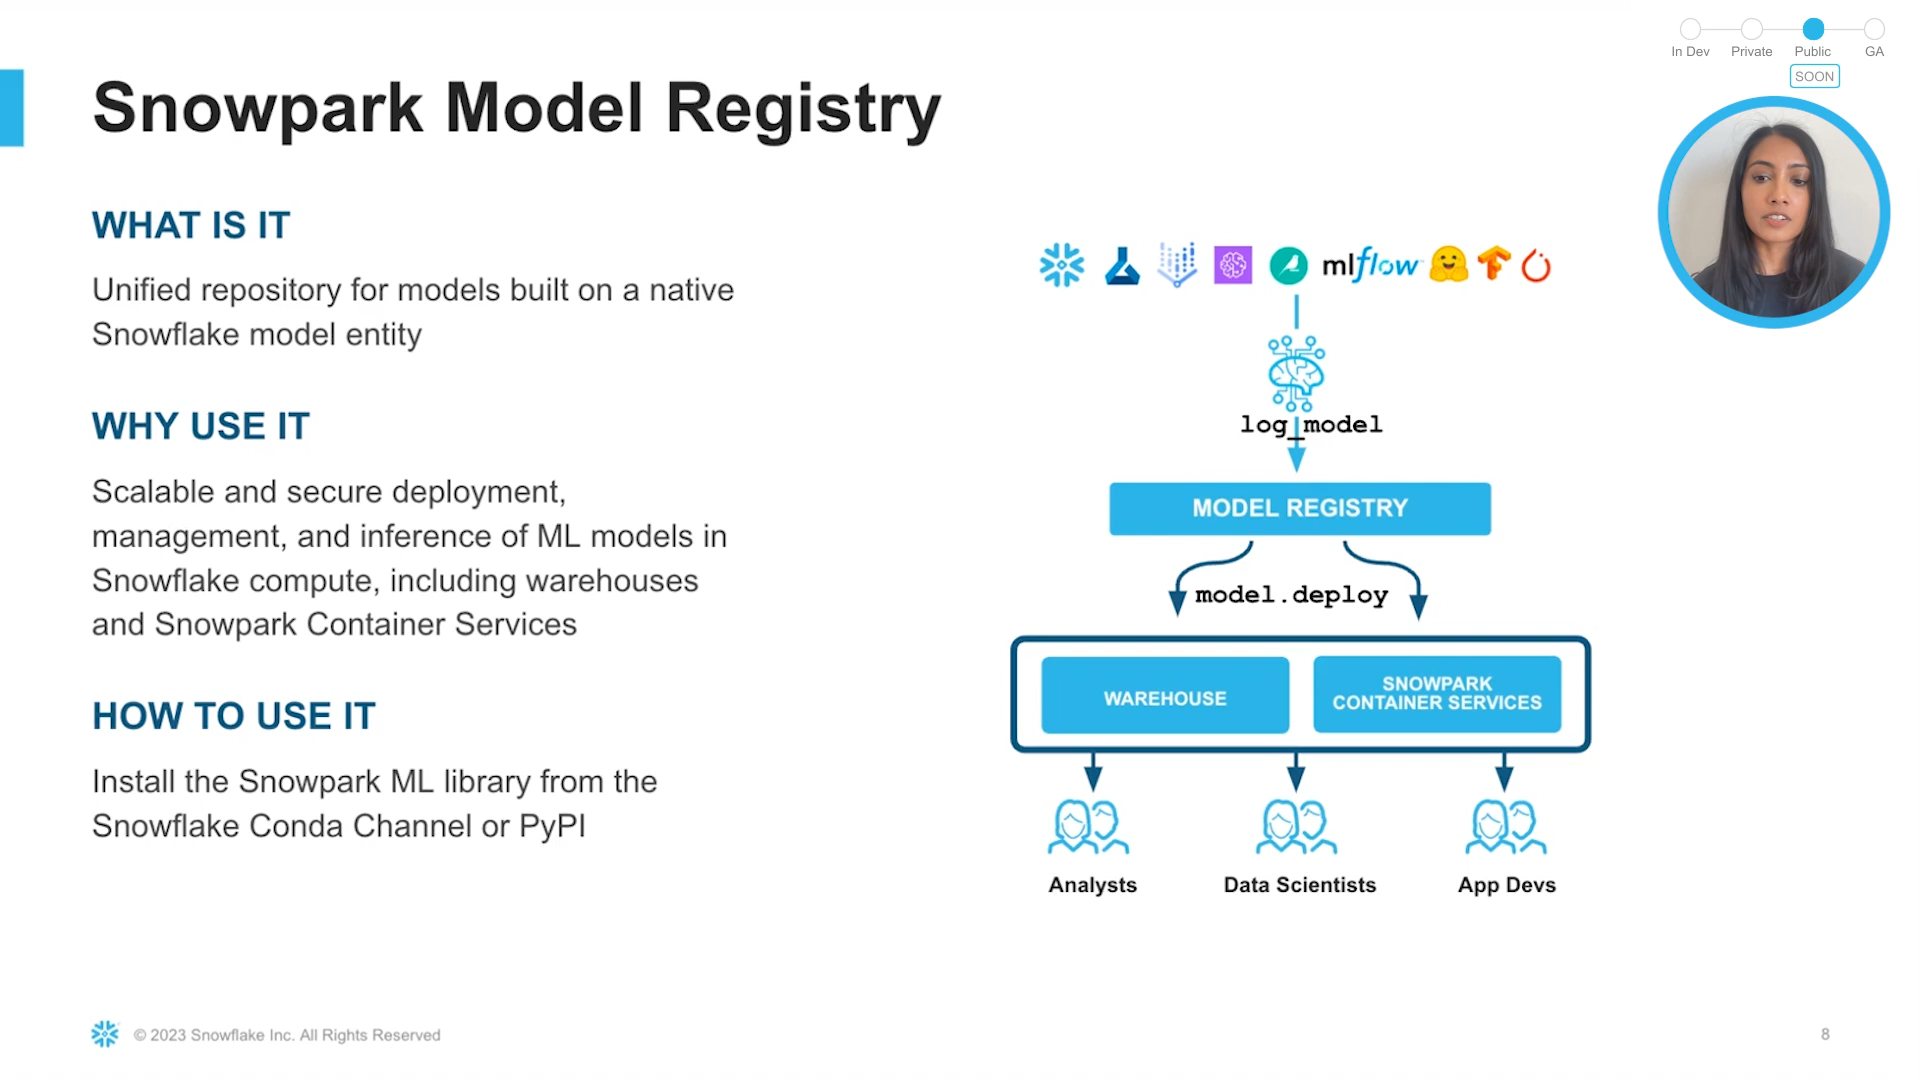 In Dev Private Public GA
SOON
Snowpark Model Registry
WHAT IS IT
Unified repository for models built on a native
Snowflake model entity
WHY USE IT
Scalable and secure deployment,
management, and inference of ML models in
Snowflake compute, including warehouses
and Snowpark Container Services
HOW TO USE IT
Install the Snowpark ML library from the
Snowflake Conda Channel or PyPI
mlflow
log_model
MODEL REGISTRY
model.deploy
WAREHOUSE
SNOWPARK
CONTAINER SERVICES
Analysts
Data Scientists
App Devs
© 2023 Snowflake Inc. All Rights Reserved
8